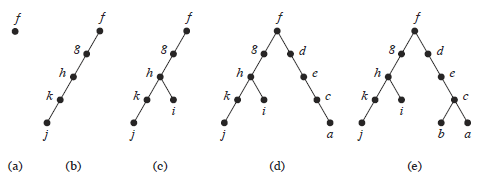 f f f f f
g g g d g d
h h h e h e
k k i k i c k i c
j j j a j b a
(a) (b) (c) (d) (e)